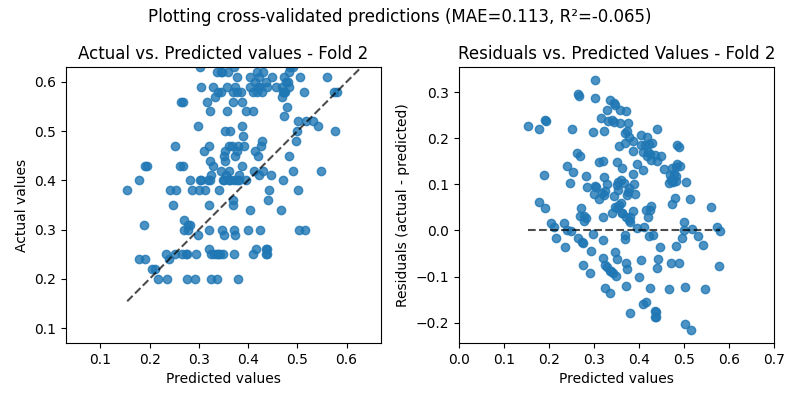 Plotting cross-validated predictions (MAE=0.113, R²=-0.065)
Actual vs. Predicted values - Fold 2
Residuals vs. Predicted Values - Fold 2
Actual values
0.6
0.5
0.4
0.3
0.2
0.1
0.1 0.2 0.3 0.4 0.5 0.6
Predicted values
Residuals (actual - predicted)
0.3
0.2
0.1
0.0
−0.1
−0.2
0.0 0.1 0.2 0.3 0.4 0.5 0.6 0.7
Predicted values